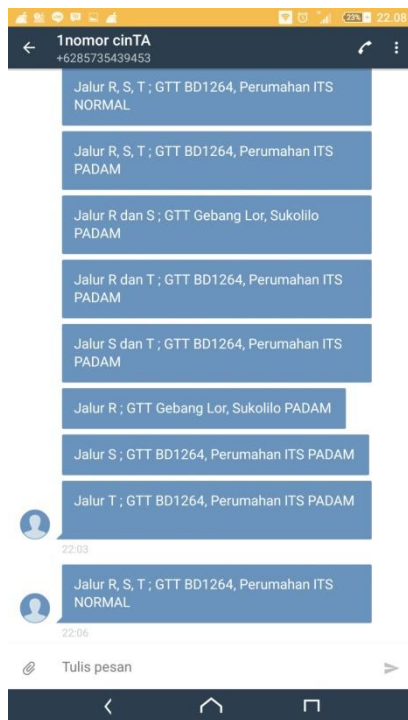 23%
22.08
1nomor cinTA
+6285735439453
Jalur R, S, T ; GTT BD1264, Perumahan ITS
NORMAL
Jalur R, S, T ; GTT BD1264, Perumahan ITS
PADAM
Jalur R dan S ; GTT Gebang Lor, Sukolilo
PADAM
Jalur R dan T ; GTT BD1264, Perumahan ITS
PADAM
Jalur S dan T ; GTT BD1264, Perumahan ITS
PADAM
Jalur R ; GTT Gebang Lor, Sukolilo PADAM
Jalur S ; GTT BD1264, Perumahan ITS PADAM
Jalur T ; GTT BD1264, Perumahan ITS PADAM
22:03
Jalur R, S, T ; GTT BD1264, Perumahan ITS
NORMAL
22:06
Tulis pesan